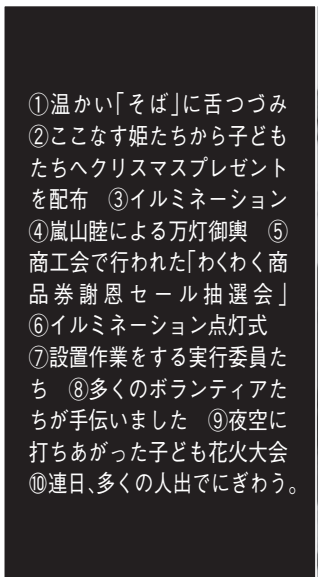 ①温かい「そば」に舌つづみ
②ここなす姫たちから子ども
たちへクリスマスプレゼント
を配布　③イルミネーション
④嵐山睦による万灯御輿　⑤
商工会で行われた「わくわく商
品券謝恩セール抽選会」
⑥イルミネーション点灯式
⑦設置作業をする実行委員た
ち　⑧多くのボランティアた
ちが手伝いました　⑨夜空に
打ちあがった子ども花火大会
⑩連日、多くの人出でにぎわう。